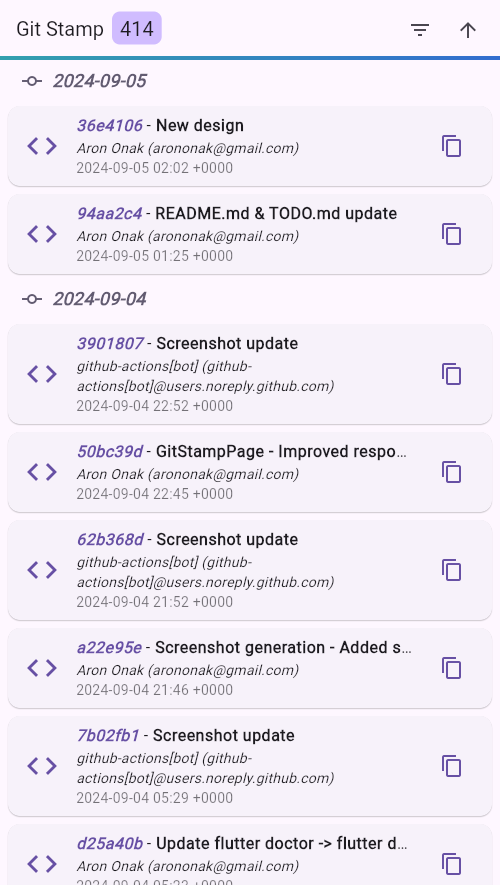 Git Stamp 414
2024-09-05
36e4106 - New design
Aron Onak (arononak@gmail.com)
2024-09-05 02:02 +0000
94aa2c4 - README.md & TODO.md update
Aron Onak (arononak@gmail.com)
2024-09-05 01:25 +0000
2024-09-04
3901807 - Screenshot update
github-actions[bot] (github-
actions[bot]@users.noreply.github.com)
2024-09-04 22:52 +0000
50bc39d - GitStampPage - Improved respo...
Aron Onak (arononak@gmail.com)
2024-09-04 22:45 +0000
62b368d - Screenshot update
github-actions[bot] (github-
actions[bot]@users.noreply.github.com)
2024-09-04 21:52 +0000
a22e95e - Screenshot generation - Added s...
Aron Onak (arononak@gmail.com)
2024-09-04 21:46 +0000
7b02fb1 - Screenshot update
github-actions[bot] (github-
actions[bot]@users.noreply.github.com)
2024-09-04 05:29 +0000
d25a40b - Update flutter doctor -> flutter d...
Aron Onak (arononak@gmail.com)